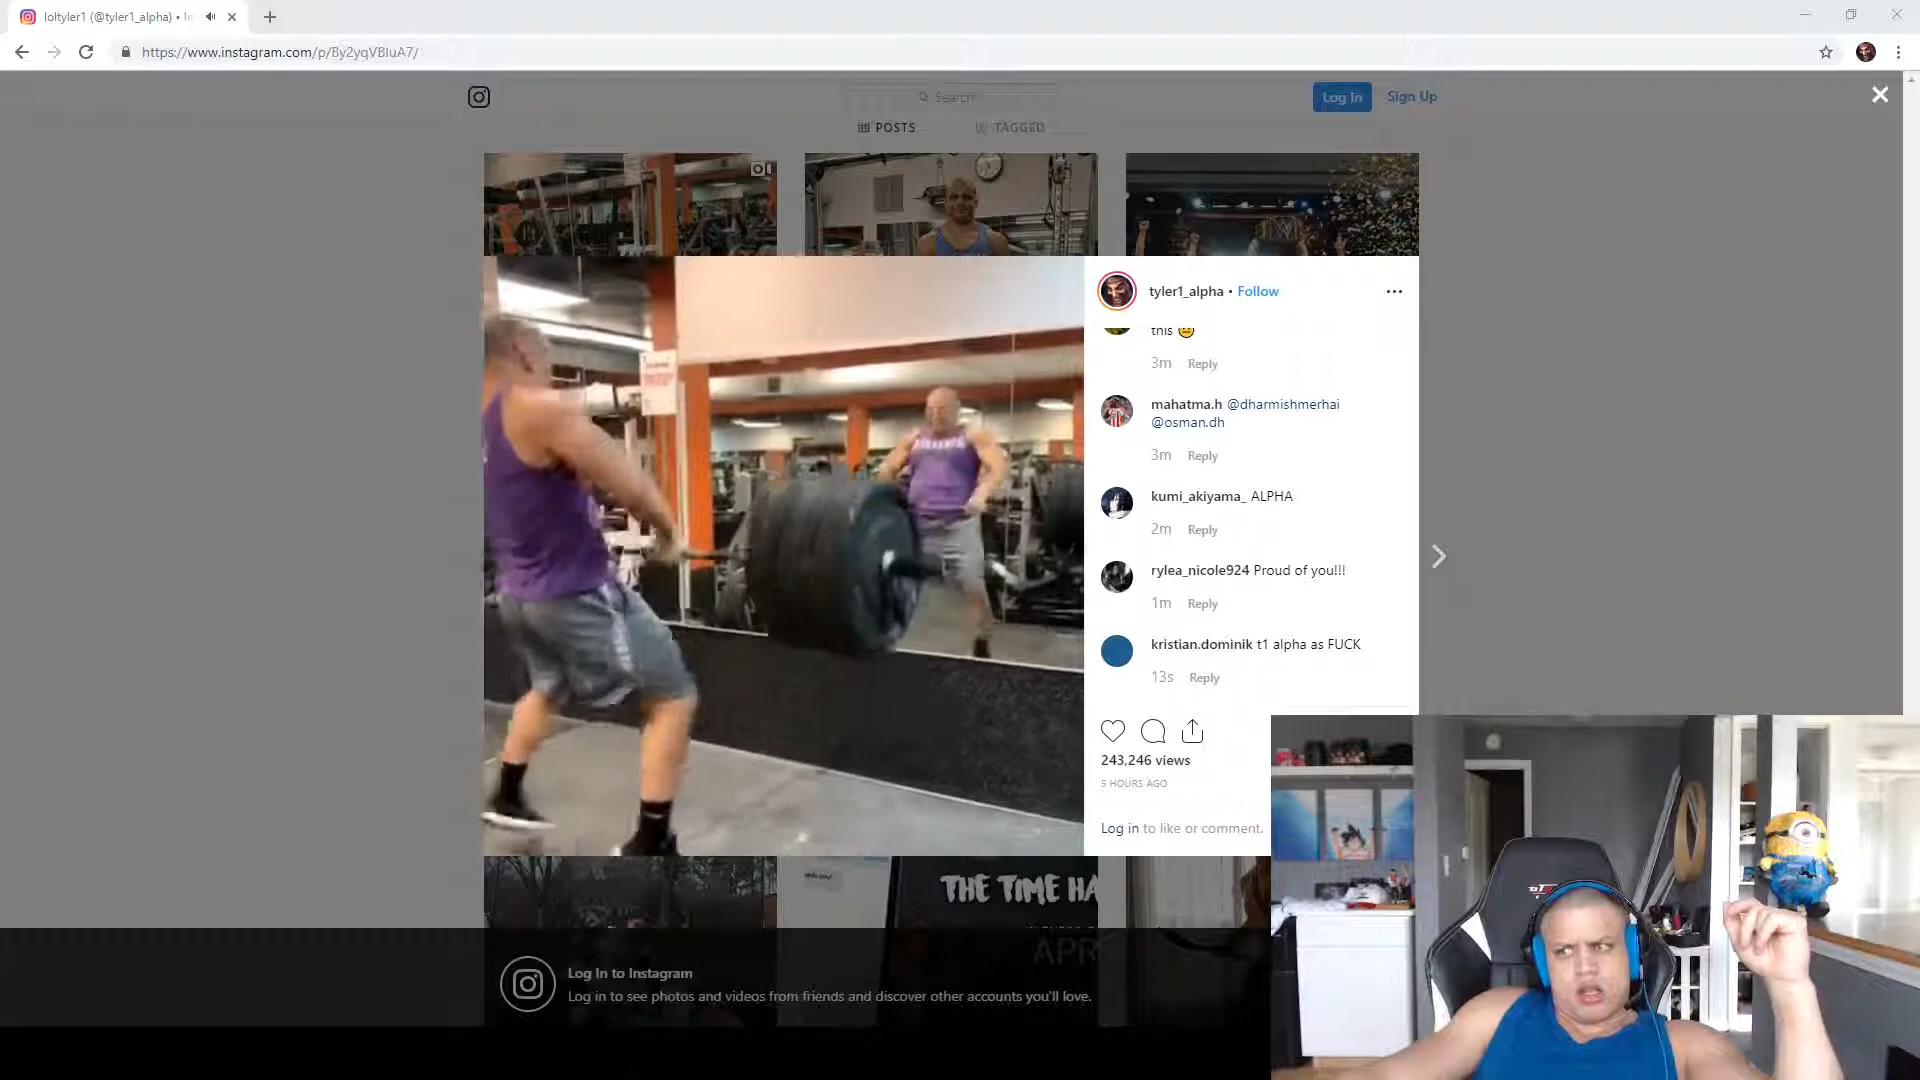 loltyler1 (@tyler1_alpha) • In
https://www.instagram.com/p/By2yqVBluA7/
Search
Log In
Sign Up
POSTS
TAGGED
tyler1_alpha • Follow
this 😐
3m Reply
mahatma.h @dharmishmerhai
@osman.dh
3m Reply
kumi_akiyama_ ALPHA
2m Reply
rylea_nicole924 Proud of you!!!
1m Reply
kristian.dominik t1 alpha as FUCK
13s Reply
243,246 views
5 HOURS AGO
Log in to like or comment.
THE TIME HA
APR
Log In to Instagram
Log in to see photos and videos from friends and discover other accounts you'll love.